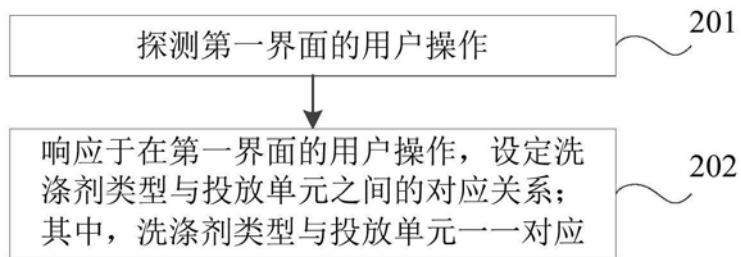 探测第一界面的用户操作
201
响应于在第一界面的用户操作，设定洗
涤剂类型与投放单元之间的对应关系；
其中，洗涤剂类型与投放单元一一对应
202